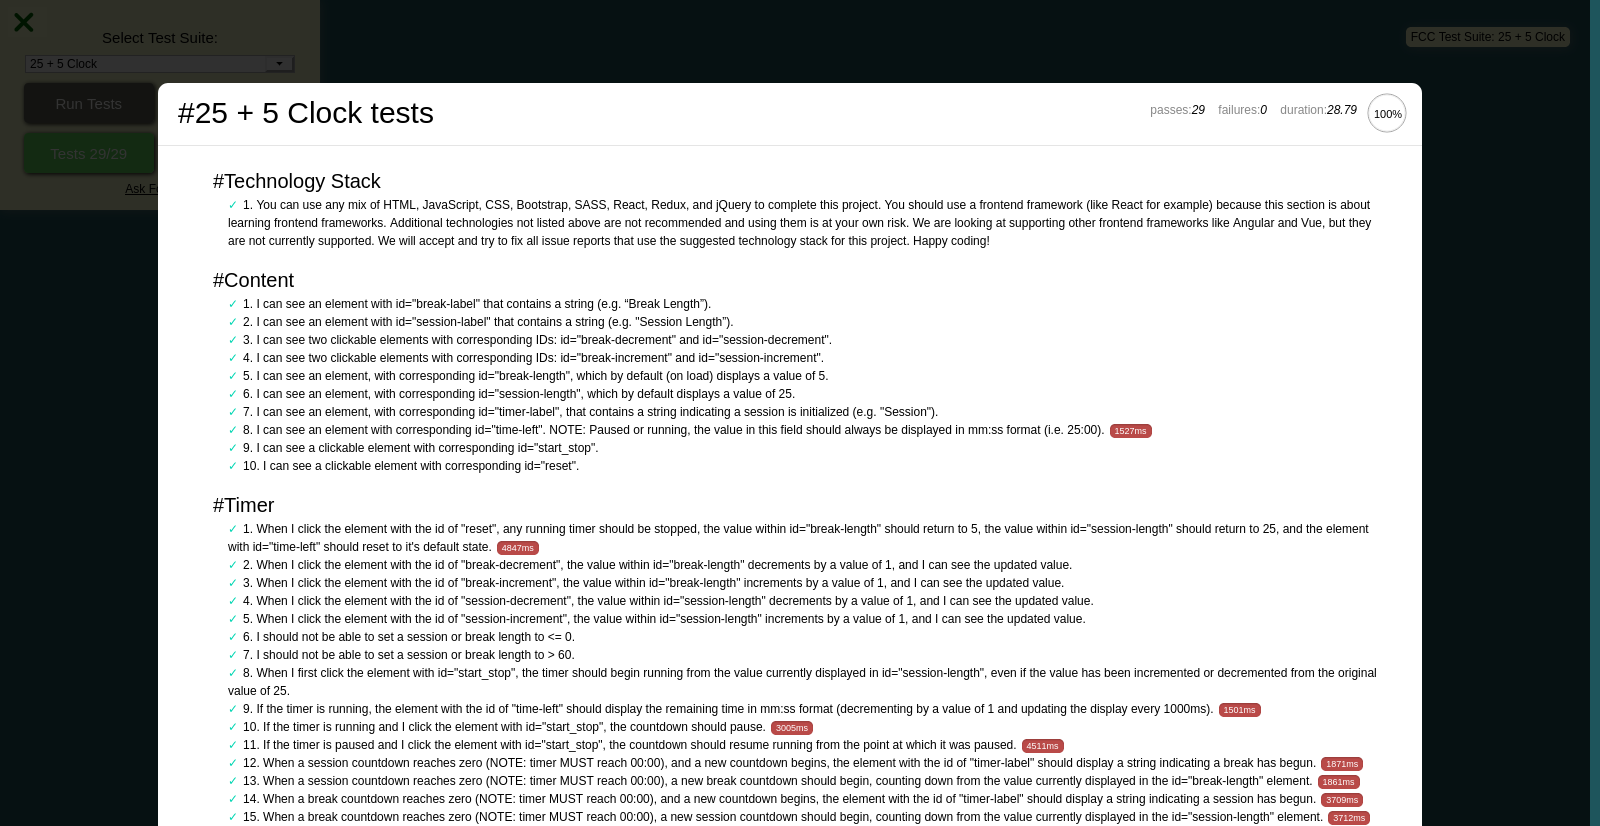 Select Test Suite:
FCC Test Suite: 25 + 5 Clock
25 + 5 Clock
Run Tests
Tests 29/29
Ask Fo
#25 + 5 Clock tests
passes:29 failures:0 duration:28.79 100%
#Technology Stack
✓ 1. You can use any mix of HTML, JavaScript, CSS, Bootstrap, SASS, React, Redux, and jQuery to complete this project. You should use a frontend framework (like React for example) because this section is about
learning frontend frameworks. Additional technologies not listed above are not recommended and using them is at your own risk. We are looking at supporting other frontend frameworks like Angular and Vue, but they
are not currently supported. We will accept and try to fix all issue reports that use the suggested technology stack for this project. Happy coding!
#Content
✓ 1. I can see an element with id="break-label" that contains a string (e.g. “Break Length”).
✓ 2. I can see an element with id="session-label" that contains a string (e.g. "Session Length”).
✓ 3. I can see two clickable elements with corresponding IDs: id="break-decrement" and id="session-decrement".
✓ 4. I can see two clickable elements with corresponding IDs: id="break-increment" and id="session-increment".
✓ 5. I can see an element, with corresponding id="break-length", which by default (on load) displays a value of 5.
✓ 6. I can see an element, with corresponding id="session-length", which by default displays a value of 25.
✓ 7. I can see an element, with corresponding id="timer-label", that contains a string indicating a session is initialized (e.g. "Session").
✓ 8. I can see an element with corresponding id="time-left". NOTE: Paused or running, the value in this field should always be displayed in mm:ss format (i.e. 25:00). 1527ms
✓ 9. I can see a clickable element with corresponding id="start_stop".
✓ 10. I can see a clickable element with corresponding id="reset".
#Timer
✓ 1. When I click the element with the id of "reset", any running timer should be stopped, the value within id="break-length" should return to 5, the value within id="session-length" should return to 25, and the element
with id="time-left" should reset to it's default state. 4847ms
✓ 2. When I click the element with the id of "break-decrement", the value within id="break-length" decrements by a value of 1, and I can see the updated value.
✓ 3. When I click the element with the id of "break-increment", the value within id="break-length" increments by a value of 1, and I can see the updated value.
✓ 4. When I click the element with the id of "session-decrement", the value within id="session-length" decrements by a value of 1, and I can see the updated value.
✓ 5. When I click the element with the id of "session-increment", the value within id="session-length" increments by a value of 1, and I can see the updated value.
✓ 6. I should not be able to set a session or break length to <= 0.
✓ 7. I should not be able to set a session or break length to > 60.
✓ 8. When I first click the element with id="start_stop", the timer should begin running from the value currently displayed in id="session-length", even if the value has been incremented or decremented from the original
value of 25.
✓ 9. If the timer is running, the element with the id of "time-left" should display the remaining time in mm:ss format (decrementing by a value of 1 and updating the display every 1000ms). 1501ms
✓ 10. If the timer is running and I click the element with id="start_stop", the countdown should pause. 3005ms
✓ 11. If the timer is paused and I click the element with id="start_stop", the countdown should resume running from the point at which it was paused. 4511ms
✓ 12. When a session countdown reaches zero (NOTE: timer MUST reach 00:00), and a new countdown begins, the element with the id of "timer-label" should display a string indicating a break has begun. 1871ms
✓ 13. When a session countdown reaches zero (NOTE: timer MUST reach 00:00), a new break countdown should begin, counting down from the value currently displayed in the id="break-length" element. 1861ms
✓ 14. When a break countdown reaches zero (NOTE: timer MUST reach 00:00), and a new countdown begins, the element with the id of "timer-label" should display a string indicating a session has begun. 3709ms
✓ 15. When a break countdown reaches zero (NOTE: timer MUST reach 00:00), a new session countdown should begin, counting down from the value currently displayed in the id="session-length" element. 3712ms